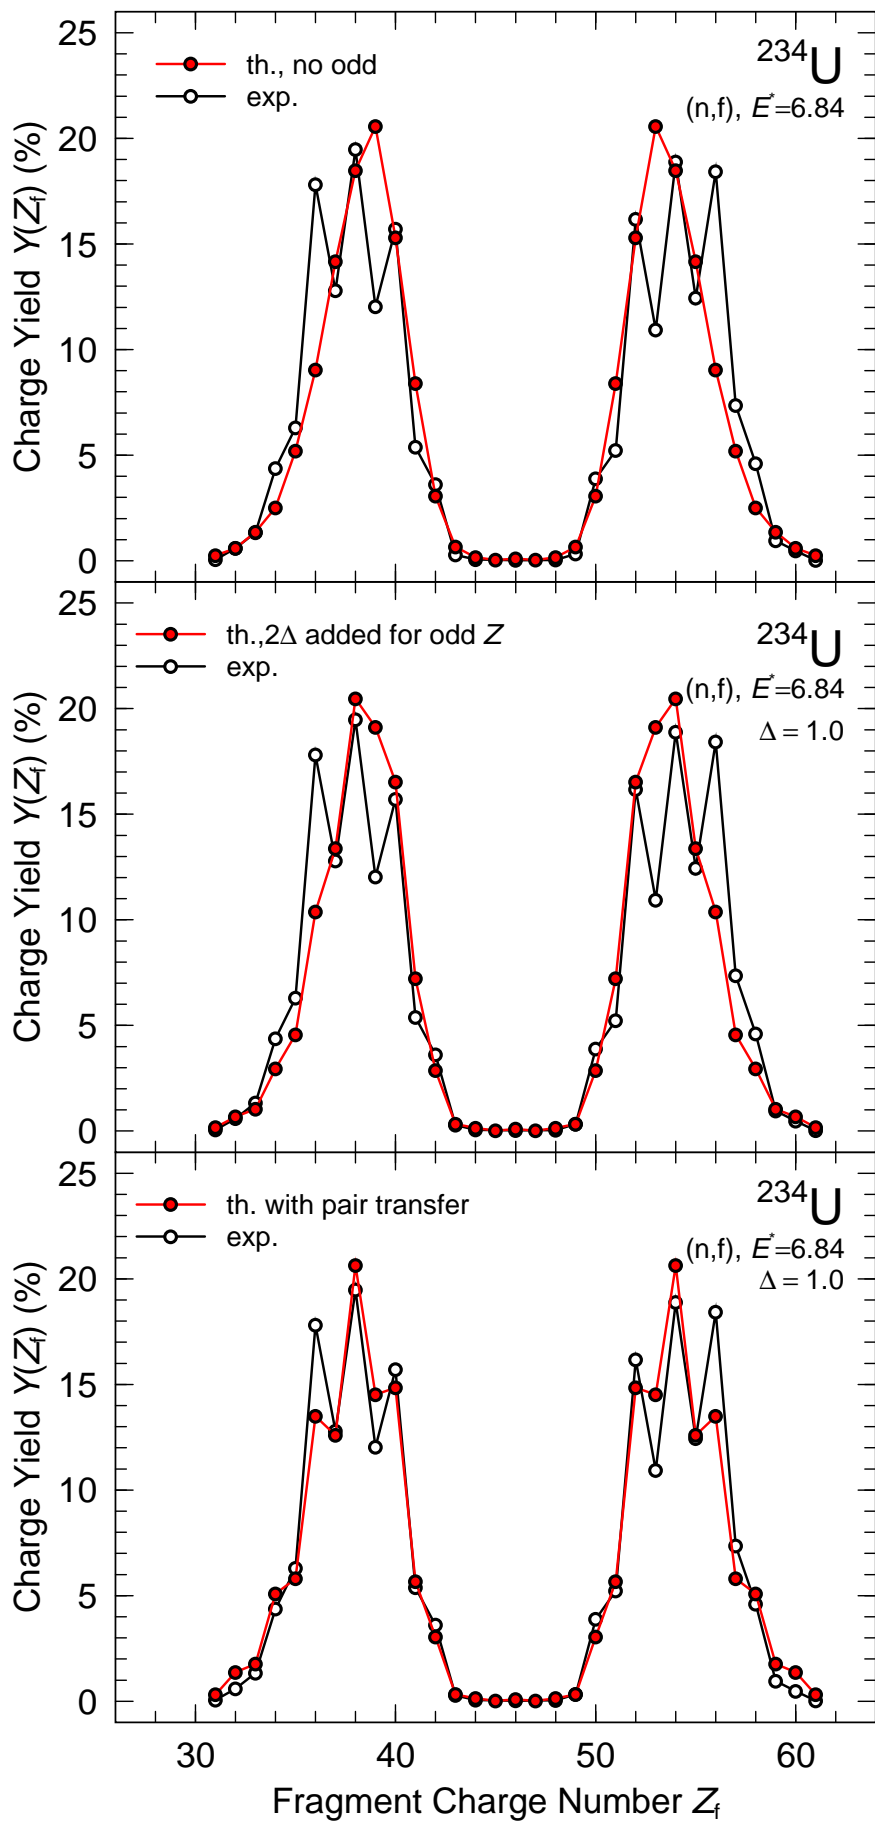 25
20
15
10
5
0
Charge Yield Y(Zf) (%)
th., no odd
exp.
234U
(n,f), E*=6.84
25
20
15
10
5
0
Charge Yield Y(Zf) (%)
th.,2Δ added for odd Z
exp.
234U
(n,f), E*=6.84
Δ = 1.0
25
20
15
10
5
0
Charge Yield Y(Zf) (%)
th. with pair transfer
exp.
234U
(n,f), E*=6.84
Δ = 1.0
30 40 50 60
Fragment Charge Number Zf